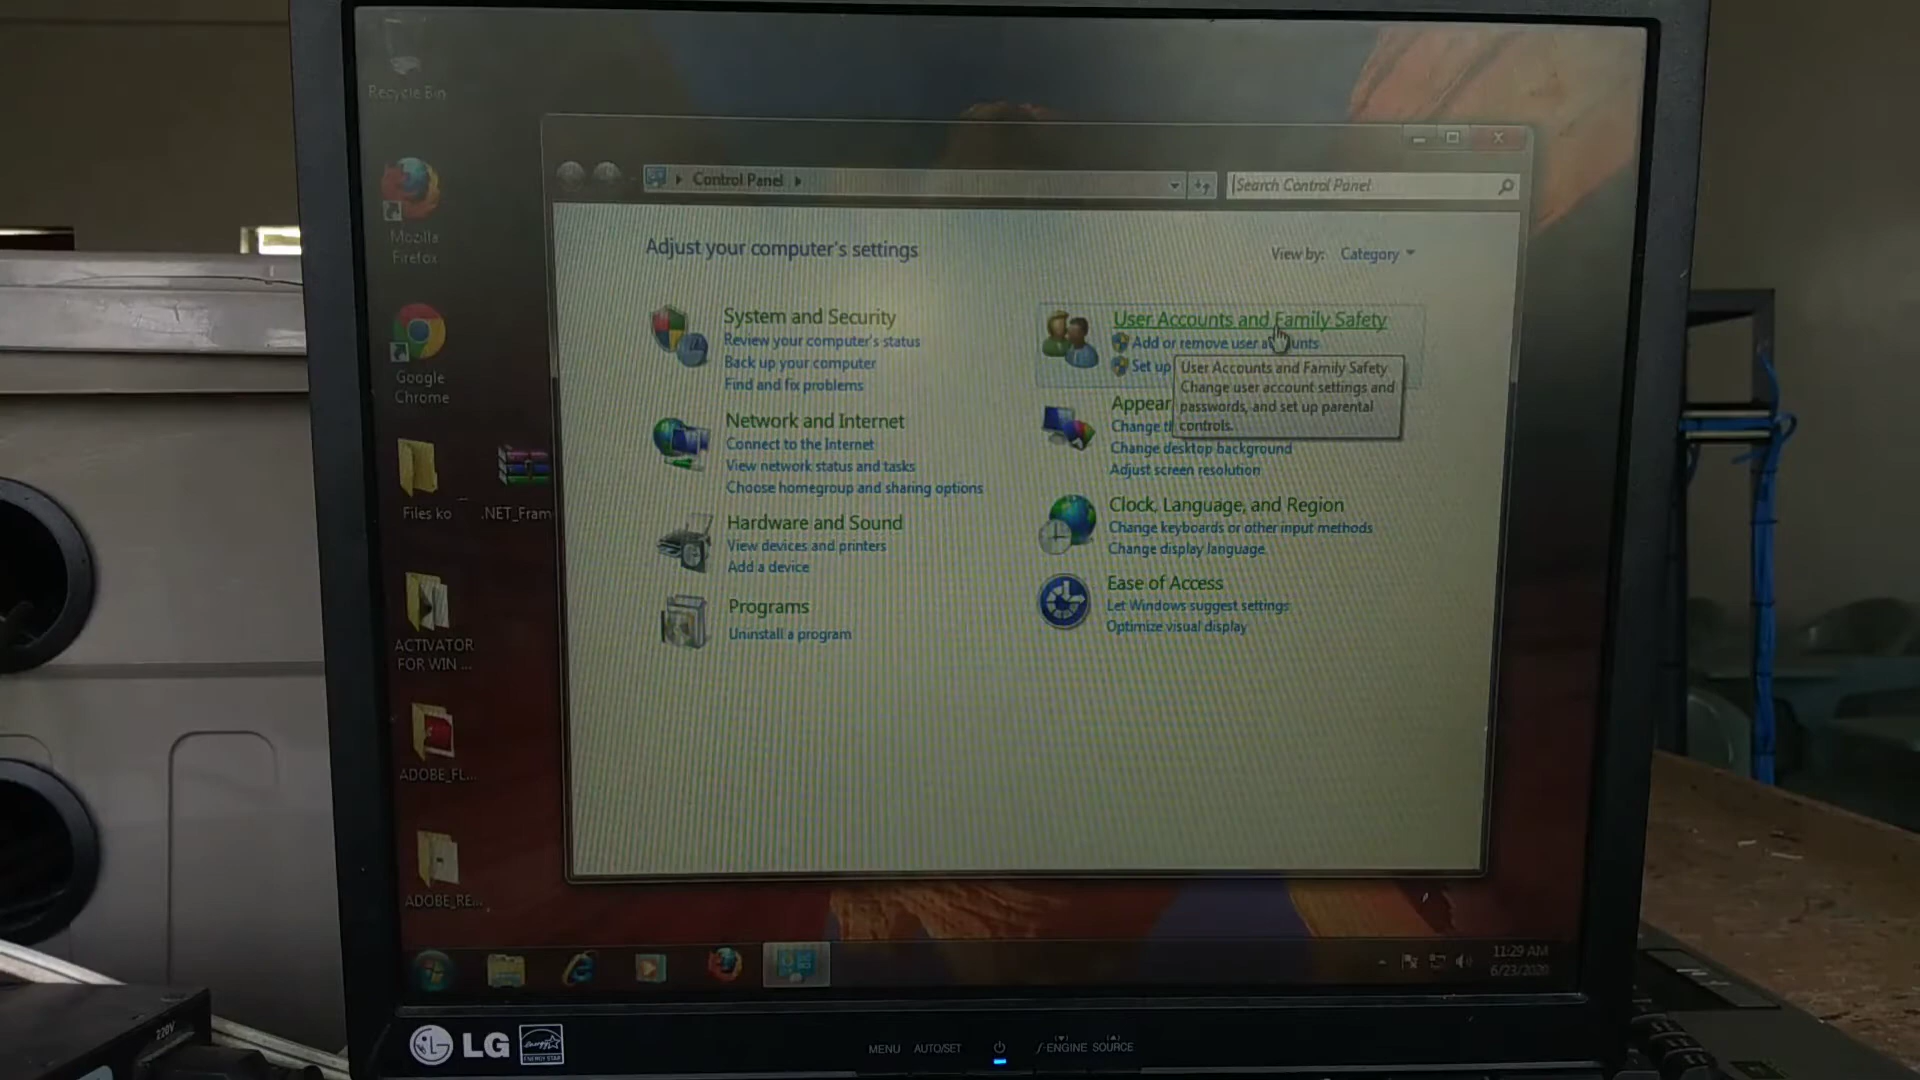 Recycle Bin
Mozilla
Firefox
Google
Chrome
Files ko
.NET_Fram
ACTIVATOR
FOR WIN ...
ADOBE_FL...
ADOBE_RE...
Control Panel
Search Control Panel
Adjust your computer's settings
View by: Category
System and Security
Review your computer's status
Back up your computer
Find and fix problems
Network and Internet
Connect to the Internet
View network status and tasks
Choose homegroup and sharing options
Hardware and Sound
View devices and printers
Add a device
Programs
Uninstall a program
User Accounts and Family Safety
Add or remove user accounts
Set up
User Accounts and Family Safety
Change user account settings and
passwords, and set up parental
controls.
Appear
Change t
Change desktop background
Adjust screen resolution
Clock, Language, and Region
Change keyboards or other input methods
Change display language
Ease of Access
Let Windows suggest settings
Optimize visual display
11:29 AM
6/23/2020
LG
ENERGY STAR
MENU AUTO/SET f-ENGINE SOURCE
220V